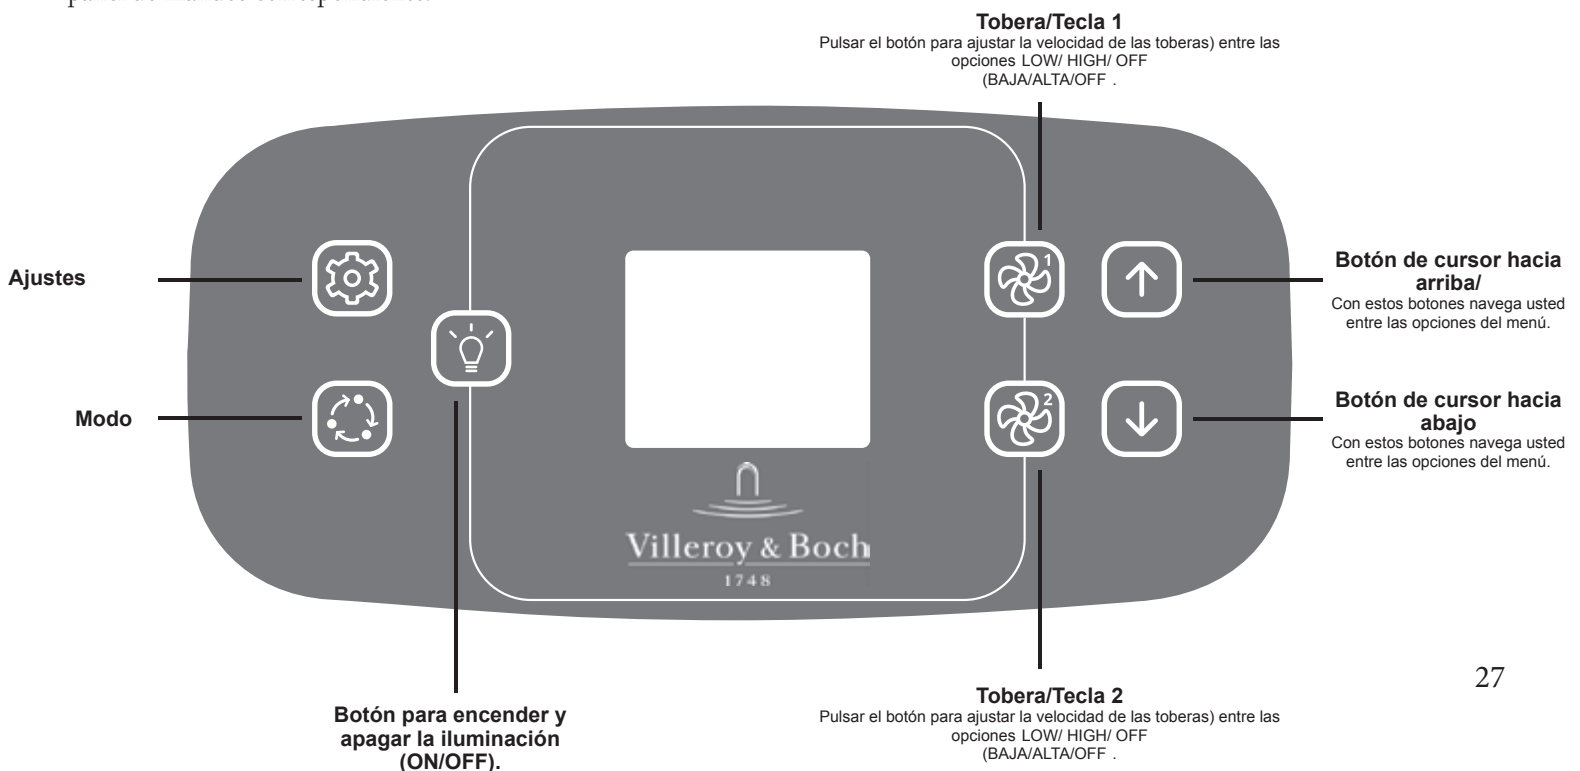 Tobera/Tecla 1
Pulsar el botón para ajustar la velocidad de las toberas) entre las
opciones LOW/ HIGH/ OFF
(BAJA/ALTA/OFF .
1
Ajustes
Botón de cursor hacia
arriba/
Con estos botones navega usted
entre las opciones del menú.
Modo
2
Botón de cursor hacia
abajo
Con estos botones navega usted
entre las opciones del menú.
Villeroy & Boch
1748
27
Tobera/Tecla 2
Pulsar el botón para ajustar la velocidad de las toberas) entre las
opciones LOW/ HIGH/ OFF
(BAJA/ALTA/OFF .
Botón para encender y
apagar la iluminación
(ON/OFF).